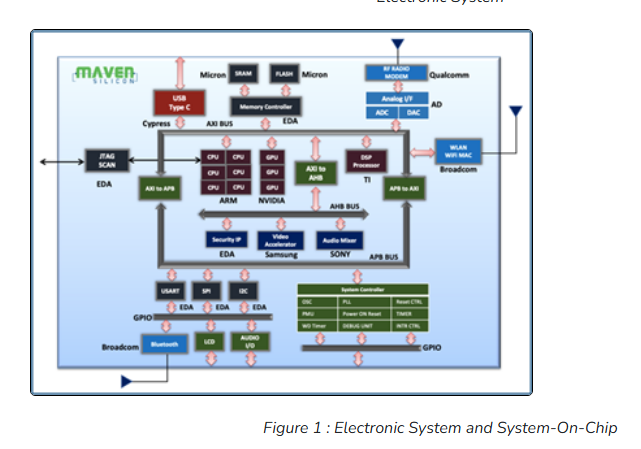 Electronic System
MAVEN
SILICON
Micron
SRAM
FLASH
Micron
RF RADIO
MODEM
Qualcomm
USB
Type C
Memory Controller
Analog I/F
AD
ADC
DAC
Cypress
AXI BUS
EDA
JTAG
SCAN
EDA
AXI to APB
CPU CPU
CPU CPU
CPU CPU
ARM
GPU
GPU
GPU
NVIDIA
AXI to
AHB
DSP
Processor
TI
APB to AXI
WLAN
WiFi MAC
Broadcom
AHB BUS
Security IP
EDA
Video
Accelerator
Samsung
Audio Mixer
SONY
APB BUS
USART
SPI
I2C
EDA
EDA
EDA
GPIO
Broadcom
Bluetooth
LCD
AUDIO
I/O
System Controller
OSC PLL Reset CTRL
PMU Power ON Reset TIMER
WD Timer DEBUG UNIT INTR CTRL
GPIO
Figure 1 : Electronic System and System-On-Chip